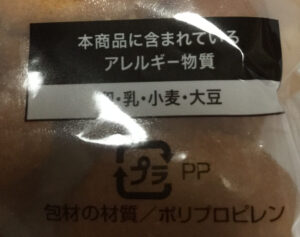 本商品に含まれている
アレルギー物質
・乳・小麦・大豆
プラ PP
包材の材質／ポリプロピレン